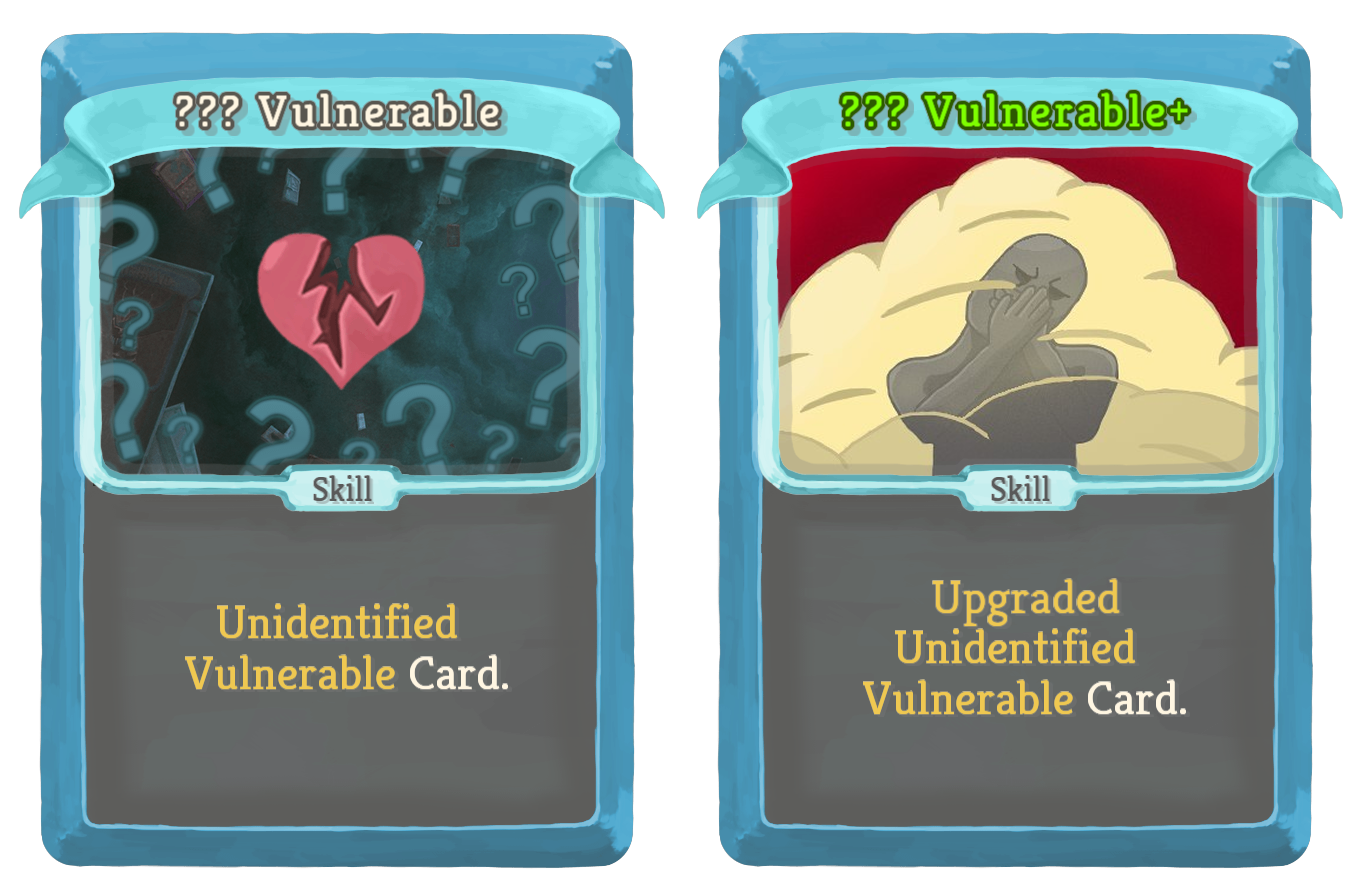 ??? Vulnerable
Skill
Unidentified
Vulnerable Card.
??? Vulnerable+
Skill
Upgraded
Unidentified
Vulnerable Card.